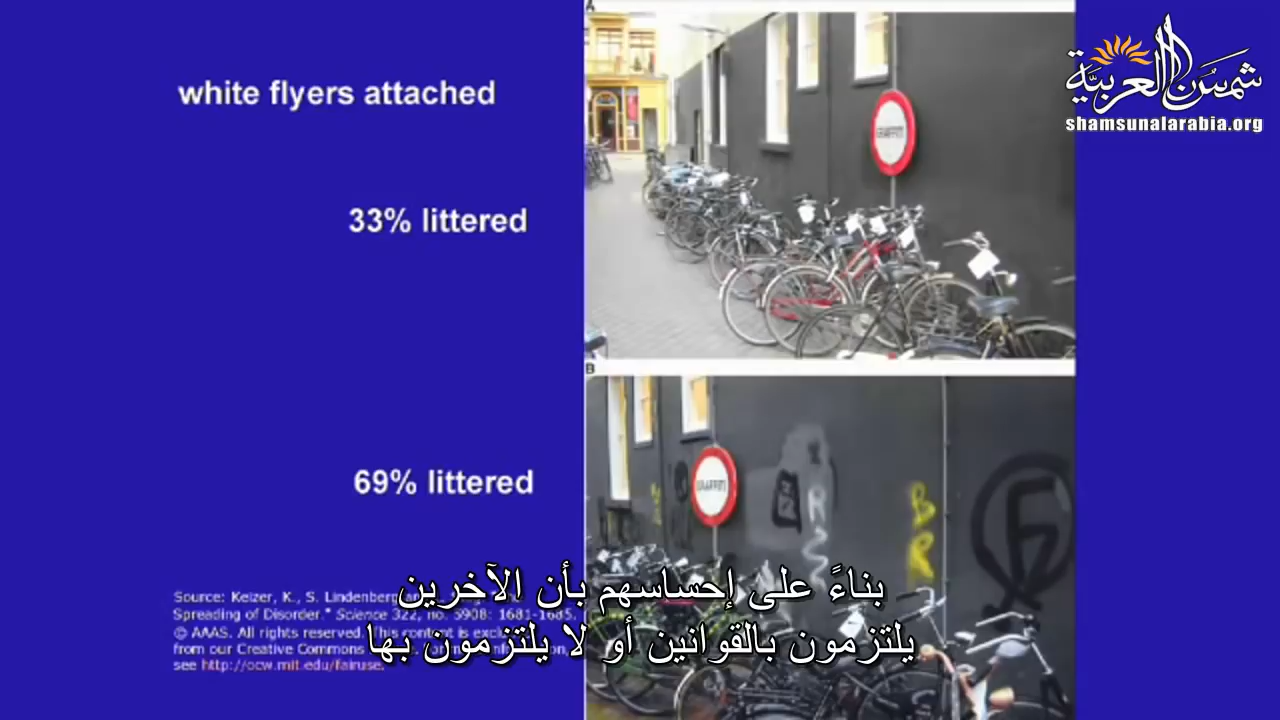 white flyers attached
33% littered
69% littered
A
B
GRAFFITI
GRAFFITI
B
R
شمس العربية
shamsunalarabia.org
Source: Keizer, K., S. Lindenberg
Spreading of Disorder." Science 322, no. 5908: 1681-1685.
© AAAS. All rights reserved. This content is
from our Creative Commons
see http://ocw.mit.edu/fairuse.
بناءً على إحساسهم بأن الآخرين
يلتزمون بالقوانين أو لا يلتزمون بها